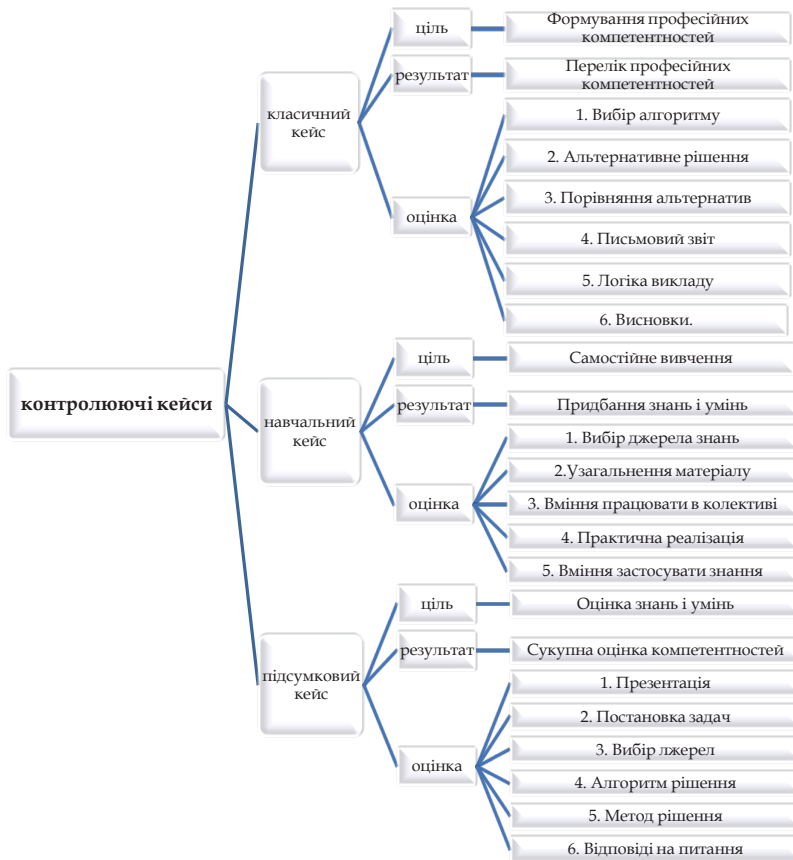 контролюючі кейси
класичний
кейс
ціль
Формування професійних
компетентностей
результат
Перелік професійних
компетентностей
оцінка
1. Вибір алгоритму
2. Альтернативне рішення
3. Порівняння альтернатив
4. Письмовий звіт
5. Логіка викладу
6. Висновки.
навчальний
кейс
ціль
Самостійне вивчення
результат
Придбання знань і умінь
оцінка
1. Вибір джерела знань
2.Узагальнення матеріалу
3. Вміння працювати в колективі
4. Практична реалізація
5. Вміння застосувати знання
підсумковий
кейс
ціль
Оцінка знань і умінь
результат
Сукупна оцінка компетентностей
оцінка
1. Презентація
2. Постановка задач
3. Вибір лжерел
4. Алгоритм рішення
5. Метод рішення
6. Відповіді на питання